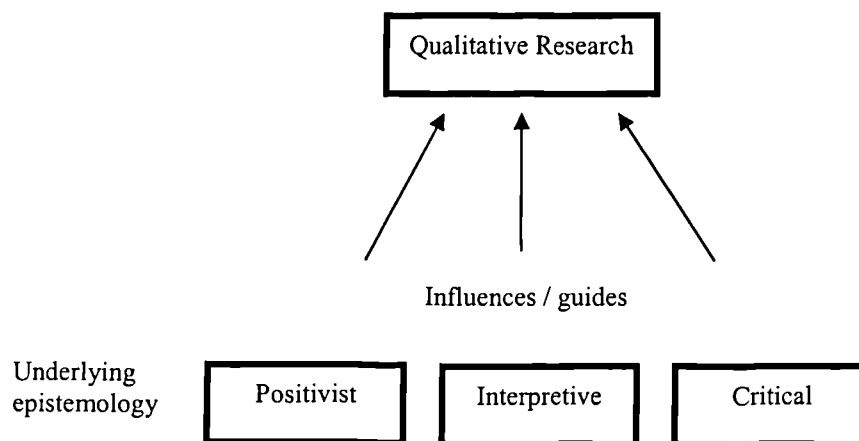 Qualitative Research
Influences / guides
Underlying
epistemology
Positivist
Interpretive
Critical